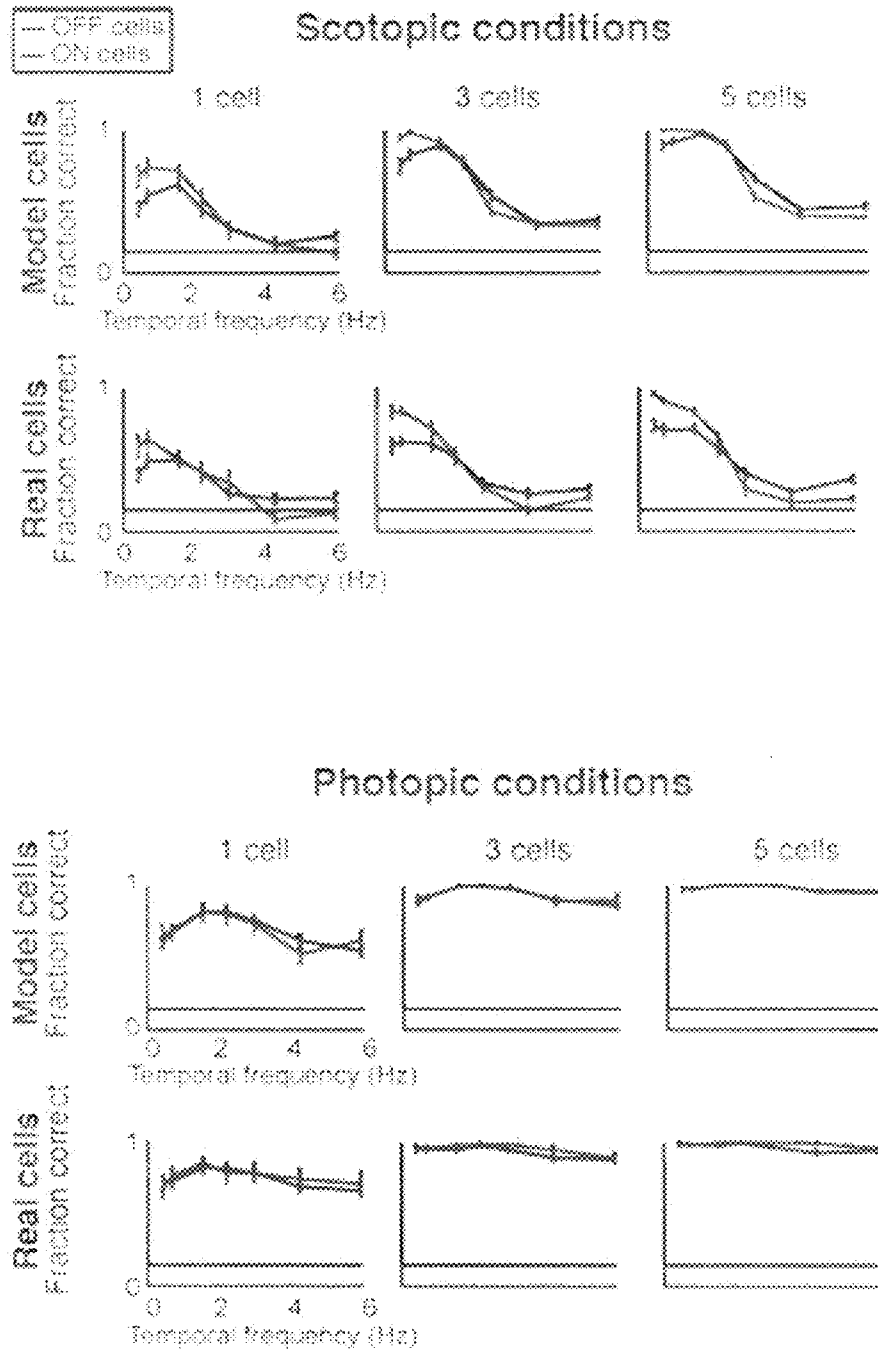 OFF cells
ON cells
Scotopic conditions
1 cell
3 cells
5 cells
Model cells
Fraction correct
1
0
0 2 4 6
Temporal frequency (Hz)
Real cells
Fraction correct
1
0
0 2 4 6
Temporal frequency (Hz)
Photopic conditions
1 cell
3 cells
5 cells
Model cells
Fraction correct
1
0
0 2 4 6
Temporal frequency (Hz)
Real cells
Fraction correct
1
0
0 2 4 6
Temporal frequency (Hz)